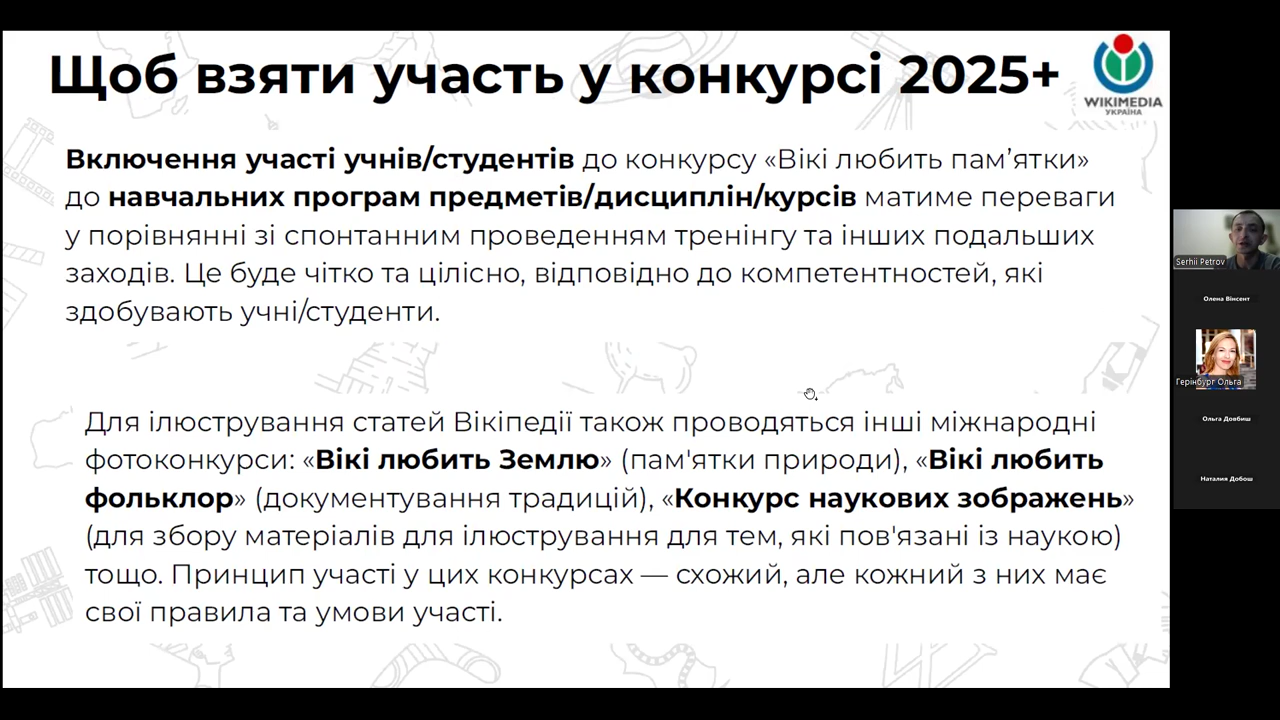 Щоб взяти участь у конкурсі 2025+
WIKIMEDIA
УКРАЇНА
Включення участі учнів/студентів до конкурсу «Вікі любить пам’ятки»
до навчальних програм предметів/дисциплін/курсів матиме переваги
у порівнянні зі спонтанним проведенням тренінгу та інших подальших
заходів. Це буде чітко та цілісно, відповідно до компетентностей, які
здобувають учні/студенти.
Для ілюстрування статей Вікіпедії також проводяться інші міжнародні
фотоконкурси: «Вікі любить Землю» (пам'ятки природи), «Вікі любить
фольклор» (документування традицій), «Конкурс наукових зображень»
(для збору матеріалів для ілюстрування для тем, які пов'язані із наукою)
тощо. Принцип участі у цих конкурсах — схожий, але кожний з них має
свої правила та умови участі.
Serhii Petrov
Олена Вінсент
Герінбург Ольга
Ольга Довбиш
Наталия Добош